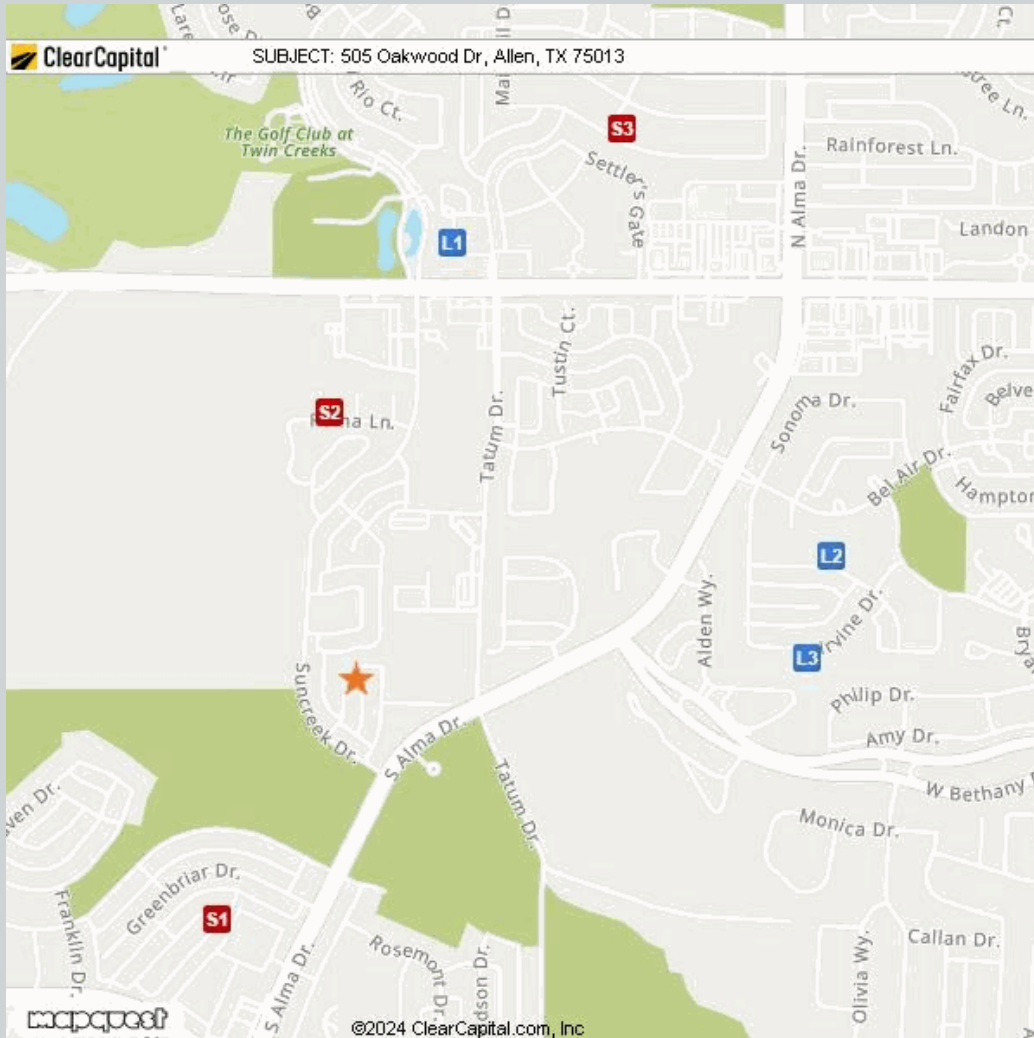 ClearCapital
SUBJECT: 505 Oakwood Dr, Allen, TX 75013
Rio Ct.
The Golf Club at
Twin Creeks
S3
Settler's Gate
N Alma Dr.
Rainforest Ln.
Landon
L1
Tustin Ct.
Tatum Dr.
S2
Sonoma Dr.
Fairfax Dr.
Belve
Bel Air Dr.
Hampton
L2
Alden Wy.
Irvine Dr.
L3
Philip Dr.
Amy Dr.
W Bethany
Suncreek Dr.
S Alma Dr.
Tatum Dr.
Monica Dr.
Greenbriar Dr.
S1
Franklin Dr.
Rosemont Dr.
S Alma Dr.
Olivia Wy.
Callan Dr.
mapquest
©2024 ClearCapital.com, Inc